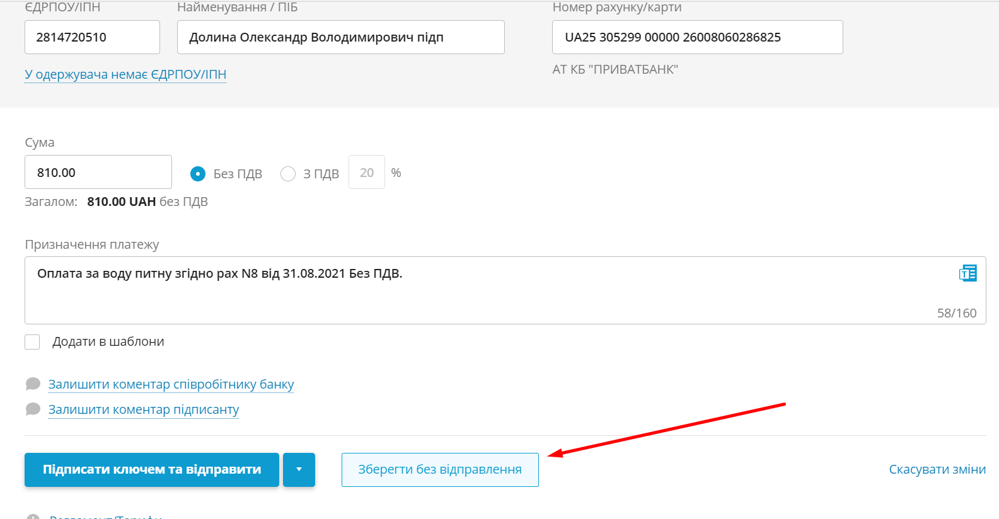 ЄДРПОУ/ІПН Найменування / ПІБ Номер рахунку/карти
2814720510 Долина Олександр Володимирович підп UA25 305299 00000 26008060286825
У одержувача немає ЄДРПОУ/ІПН АТ КБ "ПРИВАТБАНК"
Сума
810.00 Без ПДВ З ПДВ 20 %
Загалом: 810.00 UAH без ПДВ
Призначення платежу
Оплата за воду питну згідно рах N8 від 31.08.2021 Без ПДВ.
58/160
Додати в шаблони
Залишити коментар співробітнику банку
Залишити коментар підписанту
Підписати ключем та відправити Зберегти без відправлення Скасувати зміни
Регламент/Тарифи